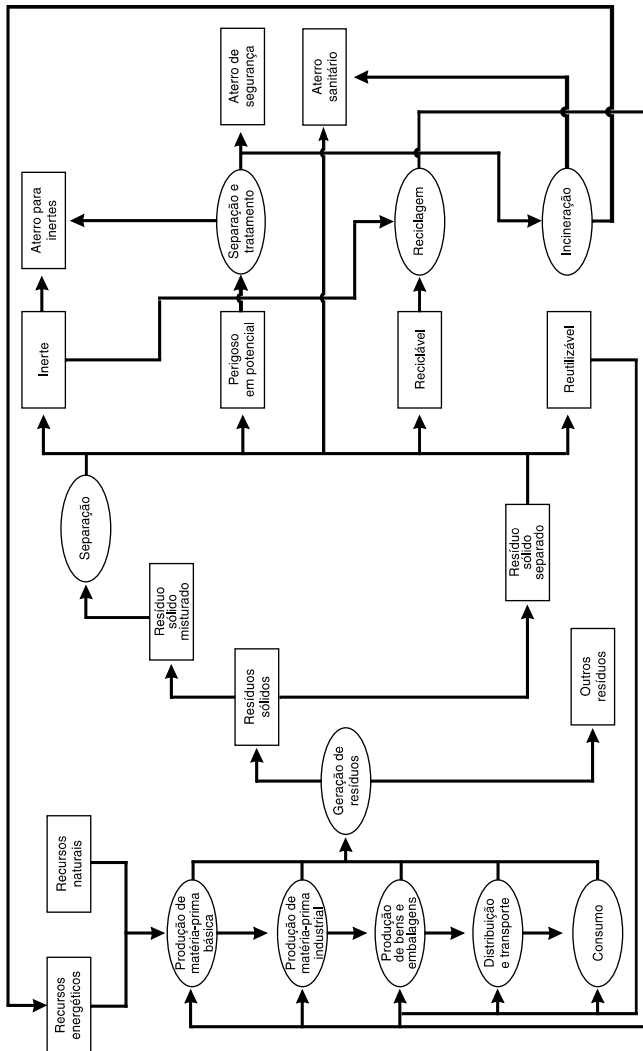 Recursos
energéticos
Recursos
naturais
Produção de
matéria-prima
básica
Produção de
matéria-prima
industrial
Produção
de bens e
embalagens
Distribuição
e transporte
Consumo
Geração de
resíduos
Resíduos
sólidos
Outros
resíduos
Resíduo
sólido
misturado
Resíduo
sólido
separado
Separação
Inerte
Perigoso
em potencial
Reciclável
Reutilizável
Aterro para
inertes
Separação e
tratamento
Reciclagem
Incineração
Aterro de
segurança
Aterro
sanitário